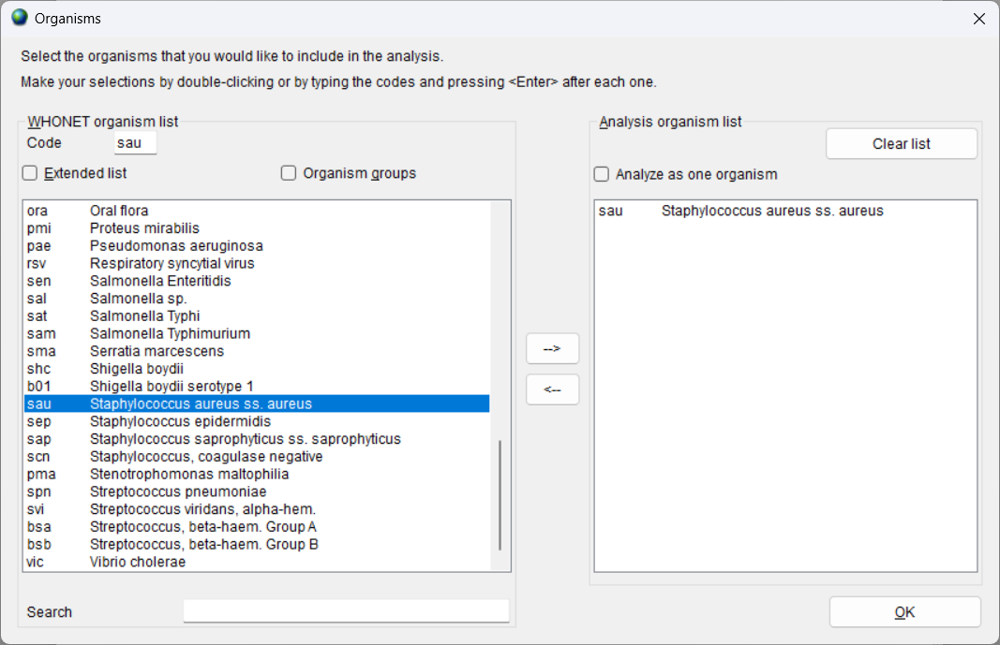 Organisms
Select the organisms that you would like to include in the analysis.
Make your selections by double-clicking or by typing the codes and pressing <Enter> after each one.
WHONET organism list
Code sau
Extended list Organism groups
ora Oral flora
pmi Proteus mirabilis
pae Pseudomonas aeruginosa
rsv Respiratory syncytial virus
sen Salmonella Enteritidis
sal Salmonella sp.
sat Salmonella Typhi
sam Salmonella Typhimurium
sma Serratia marcescens
shc Shigella boydii
b01 Shigella boydii serotype 1
sau Staphylococcus aureus ss. aureus
sep Staphylococcus epidermidis
sap Staphylococcus saprophyticus ss. saprophyticus
scn Staphylococcus, coagulase negative
pma Stenotrophomonas maltophilia
spn Streptococcus pneumoniae
svi Streptococcus viridans, alpha-hem.
bsa Streptococcus, beta-haem. Group A
bsb Streptococcus, beta-haem. Group B
vic Vibrio cholerae
Search
-->
<--
Analysis organism list
Clear list
Analyze as one organism
sau Staphylococcus aureus ss. aureus
OK